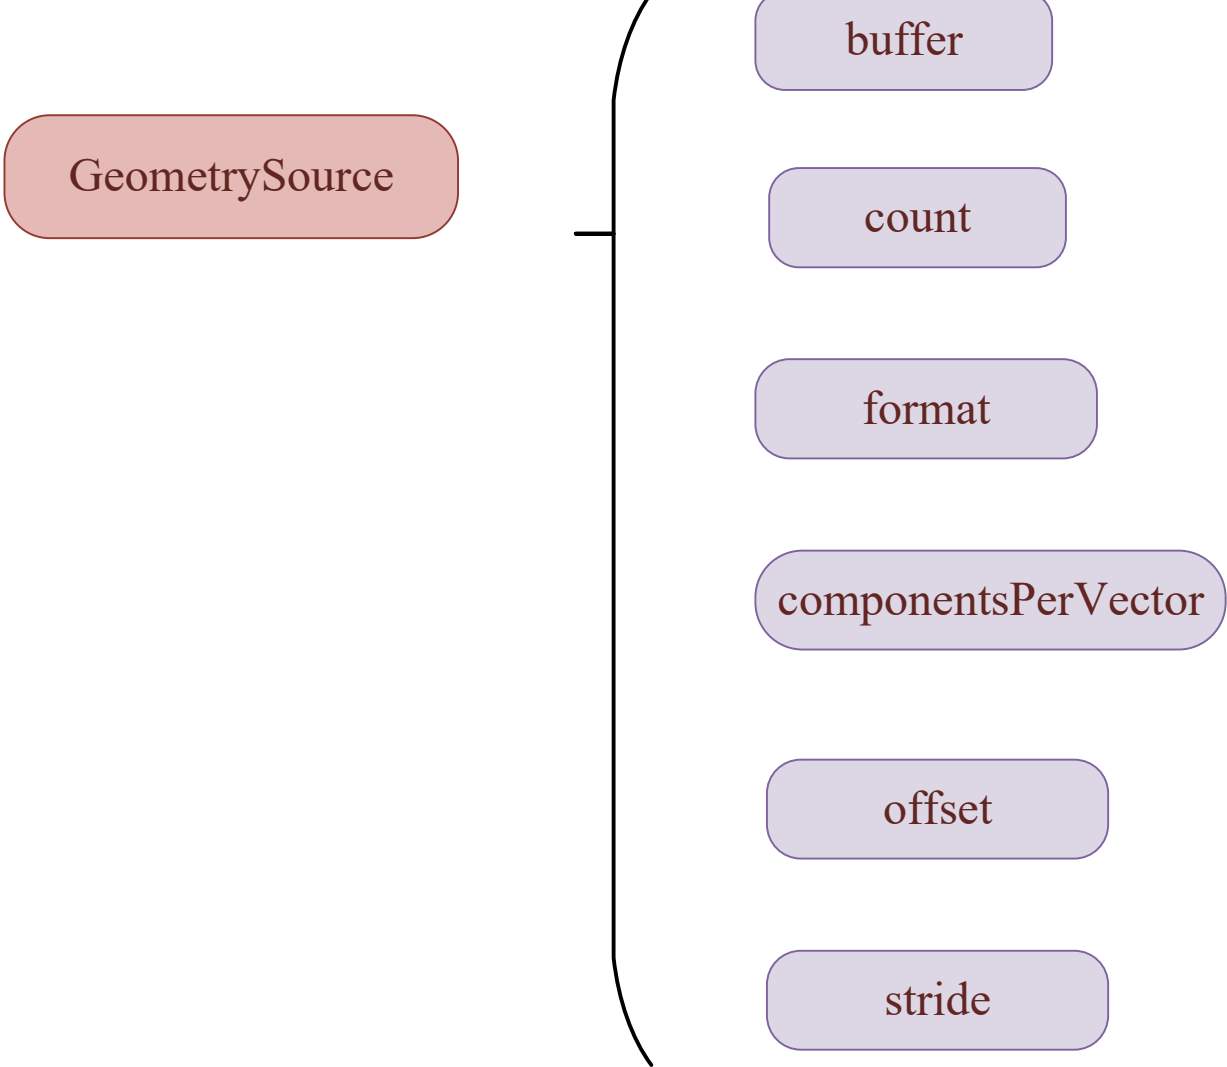 GeometrySource
buffer
count
format
componentsPerVector
offset
stride